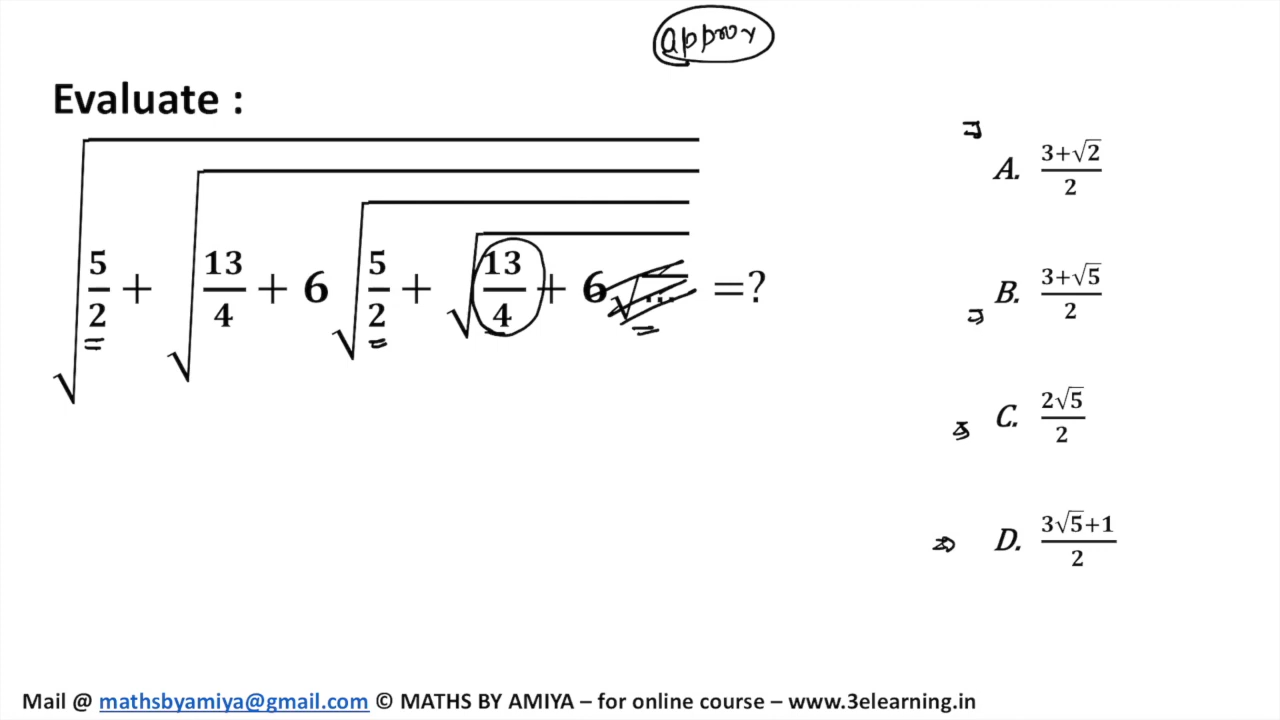 approx
Evaluate :
√(5/2 + √(13/4 + 6√(5/2 + √(13/4 + 6√...)))) =?
A. (3+√2)/2
B. (3+√5)/2
C. 2√5/2
D. (3√5+1)/2
Mail @ mathsbyamiya@gmail.com © MATHS BY AMIYA – for online course – www.3elearning.in